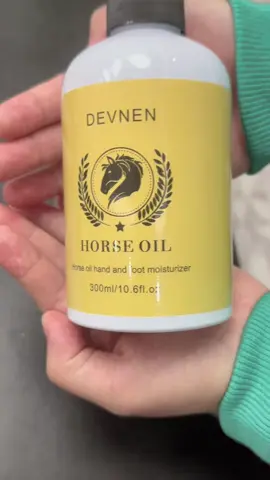 DEVNEN
HORSE OIL
Horse oil hand and foot moisturizer
300ml/10.6fl.oz